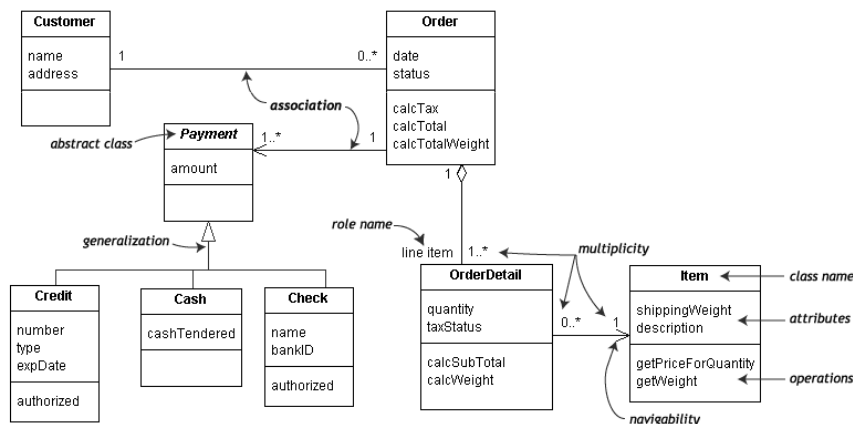 Customer
name
address
1
0..*
Order
date
status
calcTax
calcTotal
calcTotalWeight
association
abstract class
Payment
amount
1..*
1
1
generalization
role name
line item
1..*
multiplicity
Credit
number
type
expDate
authorized
Cash
cashTendered
Check
name
bankID
authorized
OrderDetail
quantity
taxStatus
calcSubTotal
calcWeight
0..*
1
Item
shippingWeight
description
getPriceForQuantity
getWeight
class name
attributes
operations
navigability